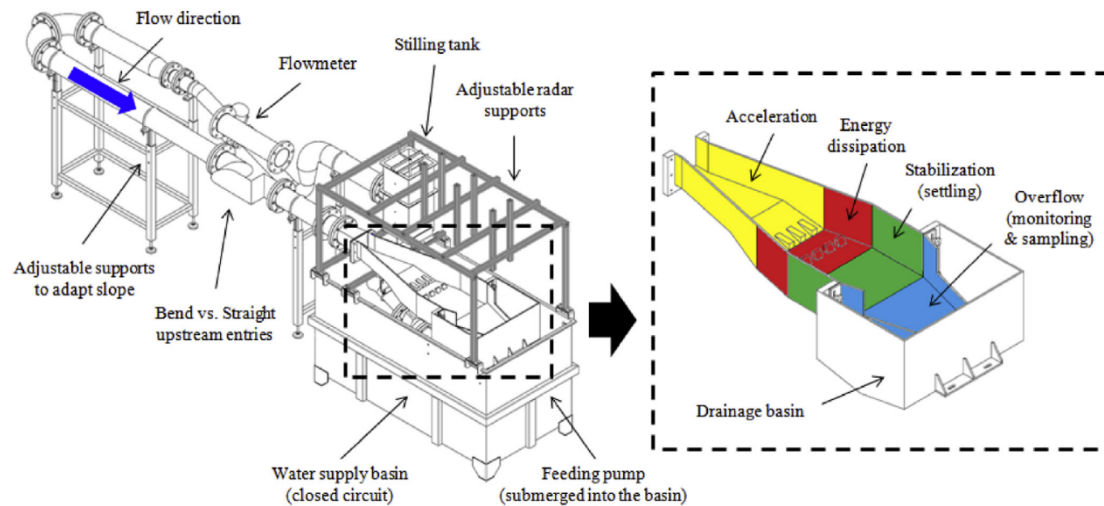 Flow direction
Stilling tank
Flowmeter
Adjustable radar
supports
Adjustable supports
to adapt slope
Bend vs. Straight
upstream entries
Water supply basin
(closed circuit)
Feeding pump
(submerged into the basin)
Acceleration
Energy
dissipation
Stabilization
(settling)
Overflow
(monitoring
& sampling)
Drainage basin